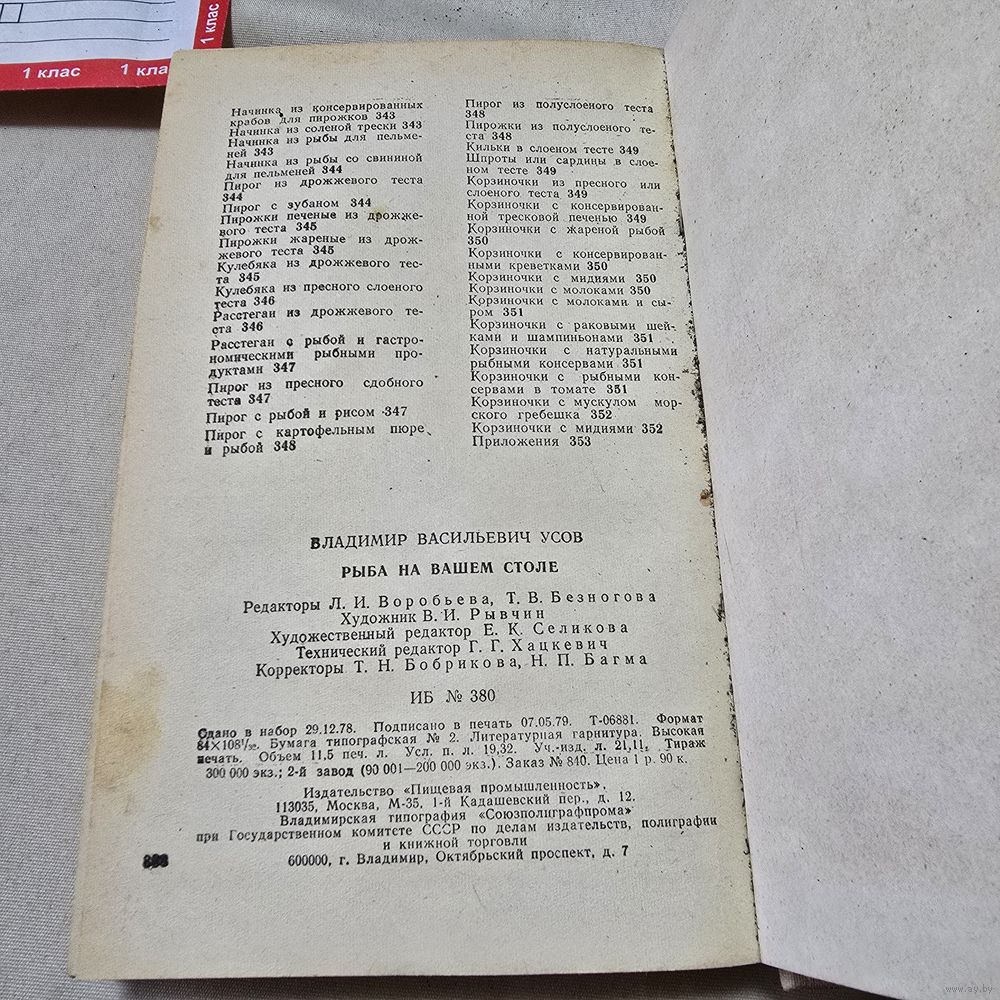 1 клас
1 кла
1 клас
Начинка из консервированных
крабов для пирожков 343
Начинка из соленой трески 343
Начинка из рыбы для пельме-
ней 343
Начинка из рыбы со свининой
для пельменей 344
Пирог из дрожжевого теста
344
Пирог с зубаном 344
Пирожки печеные из дрожже-
вого теста 345
Пирожки жареные из дрож-
жевого теста 345
Кулебяка из дрожжевого тес-
та 345
Кулебяка из пресного слоеного
теста 346
Расстегаи из дрожжевого те-
ста 346
Расстегаи с рыбой и гастро-
номическими рыбными про-
дуктами 347
Пирог из пресного сдобного
теста 347
Пирог с рыбой и рисом 347
Пирог с картофельным пюре
и рыбой 348
Пирог из полуслоеного теста
348
Пирожки из полуслоеного те-
ста 348
Кильки в слоеном тесте 349
Шпроты или сардины в слое-
ном тесте 349
Корзиночки из пресного или
слоеного теста 349
Корзиночки с консервирован-
ной тресковой печенью 349
Корзиночки с жареной рыбой
350
Корзиночки с консервирован-
ными креветками 350
Корзиночки с мидиями 350
Корзиночки с молоками 350
Корзиночки с молоками и сы-
ром 351
Корзиночки с раковыми шей-
ками и шампиньонами 351
Корзиночки с натуральными
рыбными консервами 351
Корзиночки с рыбными кон-
сервами в томате 351
Корзиночки с мускулом мор-
ского гребешка 352
Корзиночки с мидиями 352
Приложения 353
ВЛАДИМИР ВАСИЛЬЕВИЧ УСОВ
РЫБА НА ВАШЕМ СТОЛЕ
Редакторы Л. И. Воробьева, Т. В. Безногова
Художник В. И. Рывчин
Художественный редактор Е. К. Селикова
Технический редактор Г. Г. Хацкевич
Корректоры Т. Н. Бобрикова, Н. П. Багма
ИБ № 380
Сдано в набор 29.12.78. Подписано в печать 07.05.79. Т-06881. Формат
84×108 1/32. Бумага типографская № 2. Литературная гарнитура. Высокая
печать. Объем 11,5 печ. л. Усл. п. л. 19,32. Уч.-изд. л. 21,11. Тираж
300 000 экз.; 2-й завод (90 001—200 000 экз.). Заказ № 840. Цена 1 р. 90 к.
Издательство «Пищевая промышленность»,
113035, Москва, М-35, 1-й Кадашевский пер., д. 12.
Владимирская типография «Союзполиграфпрома»
при Государственном комитете СССР по делам издательств, полиграфии
и книжной торговли
600000, г. Владимир, Октябрьский проспект, д. 7
www.ay.by